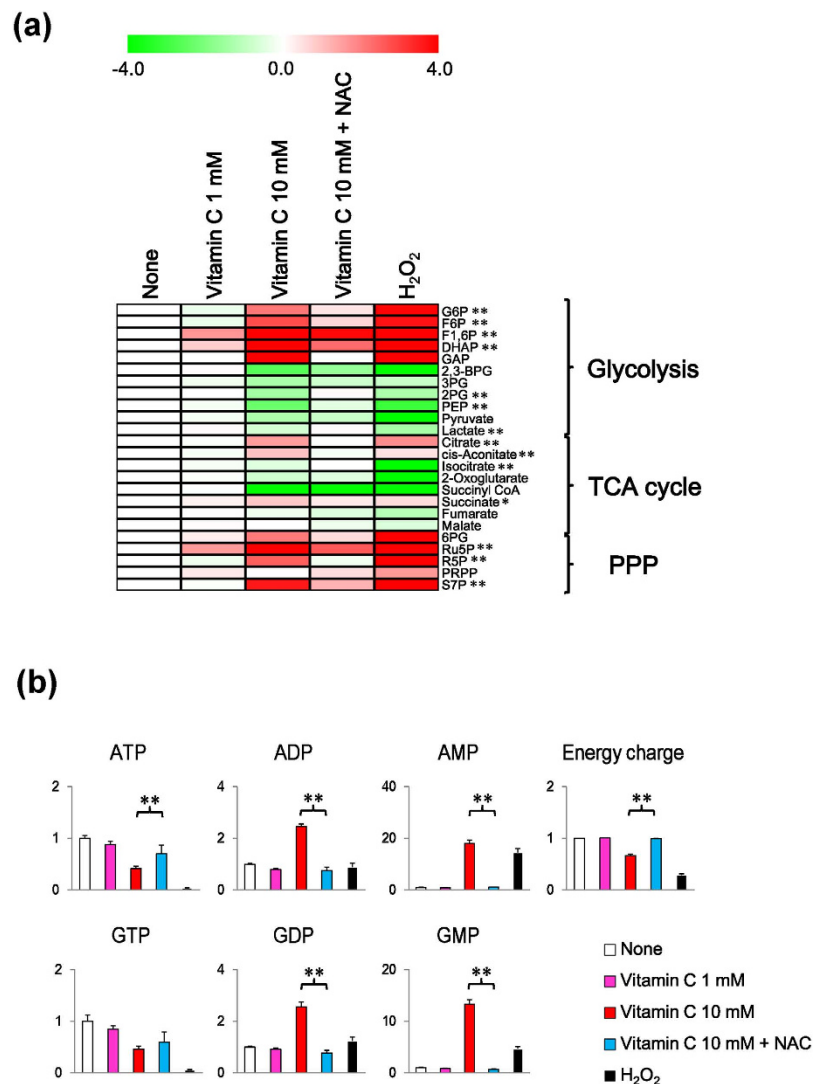 (a)
-4.0 0.0 4.0
None
Vitamin C 1 mM
Vitamin C 10 mM
Vitamin C 10 mM + NAC
H₂O₂
G6P **
F6P **
F1,6P **
DHAP **
GAP
2,3-BPG
3PG
2PG **
PEP **
Pyruvate
Lactate **
Citrate **
cis-Aconitate **
Isocitrate **
2-Oxoglutarate
Succinyl CoA
Succinate *
Fumarate
Malate
6PG
Ru5P **
R5P **
PRPP
S7P **
Glycolysis
TCA cycle
PPP
(b)
ATP
2
1
0
**
ADP
4
2
0
**
AMP
40
20
0
**
Energy charge
2
1
0
**
GTP
2
1
0
GDP
4
2
0
**
GMP
20
10
0
**
None
Vitamin C 1 mM
Vitamin C 10 mM
Vitamin C 10 mM + NAC
H₂O₂